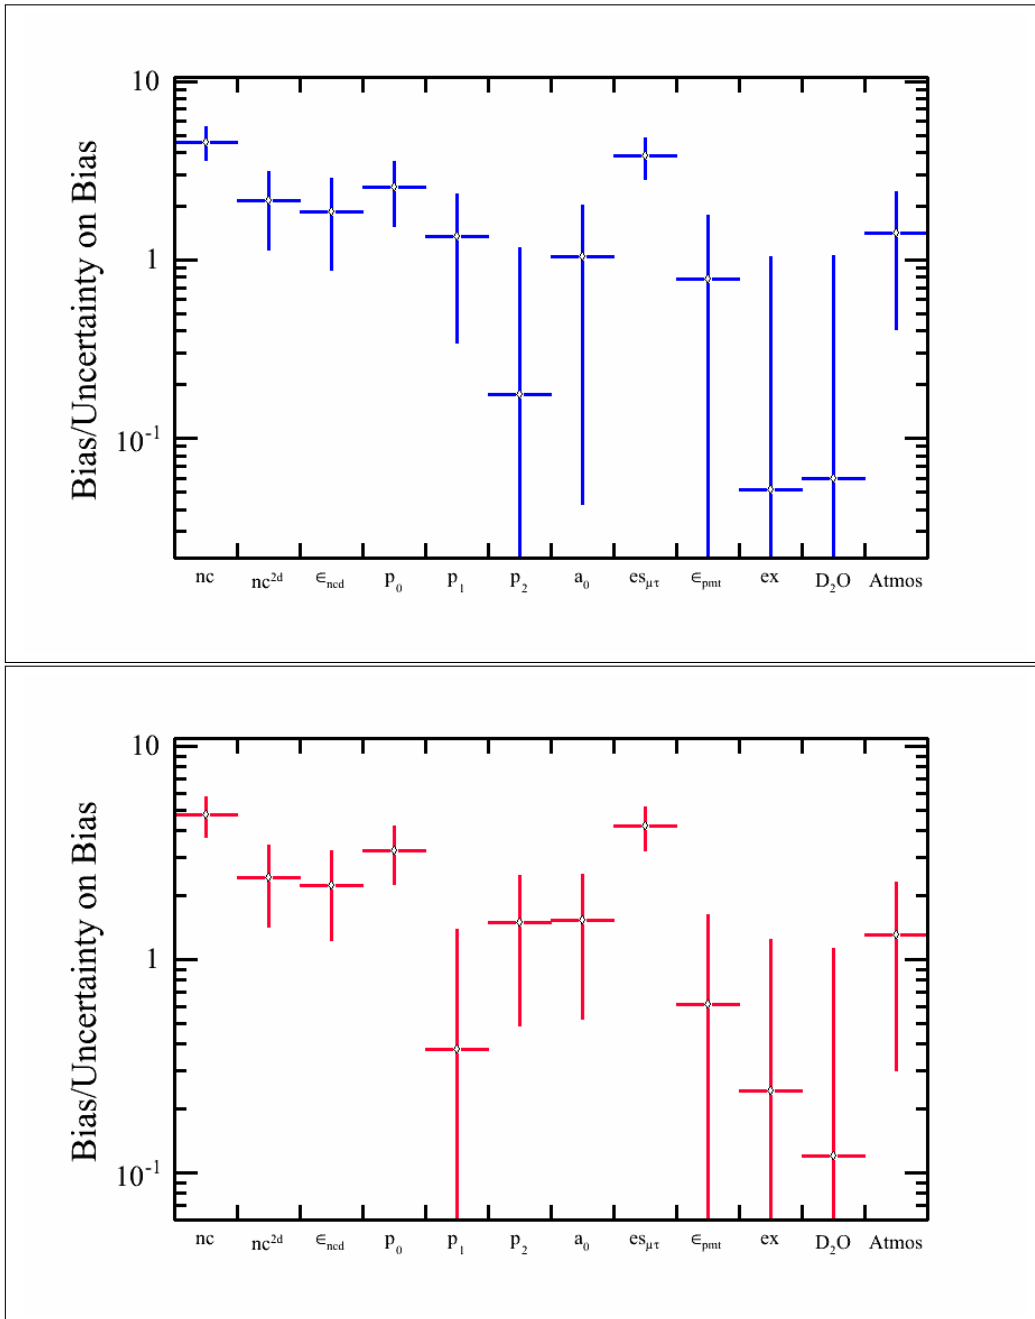 Bias/Uncertainty on Bias
10
1
10⁻¹
nc nc²ᵈ ∈ncd p₀ p₁ p₂ a₀ esμτ ∈pmt ex D₂O Atmos
Bias/Uncertainty on Bias
10
1
10⁻¹
nc nc²ᵈ ∈ncd p₀ p₁ p₂ a₀ esμτ ∈pmt ex D₂O Atmos